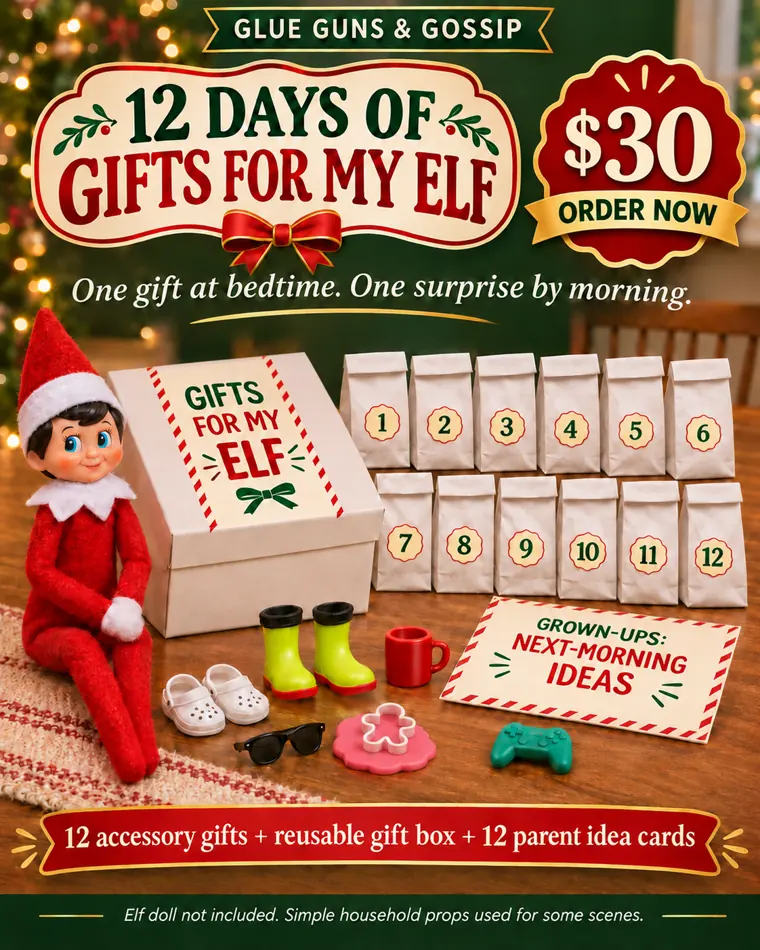 GLUE GUNS & GOSSIP
12 DAYS OF
GIFTS FOR MY ELF
$30
ORDER NOW
One gift at bedtime. One surprise by morning.
GIFTS
FOR MY
ELF
1 2 3 4 5 6
7 8 9 10 11 12
GROWN-UPS:
NEXT-MORNING
IDEAS
12 accessory gifts + reusable gift box + 12 parent idea cards
Elf doll not included. Simple household props used for some scenes.